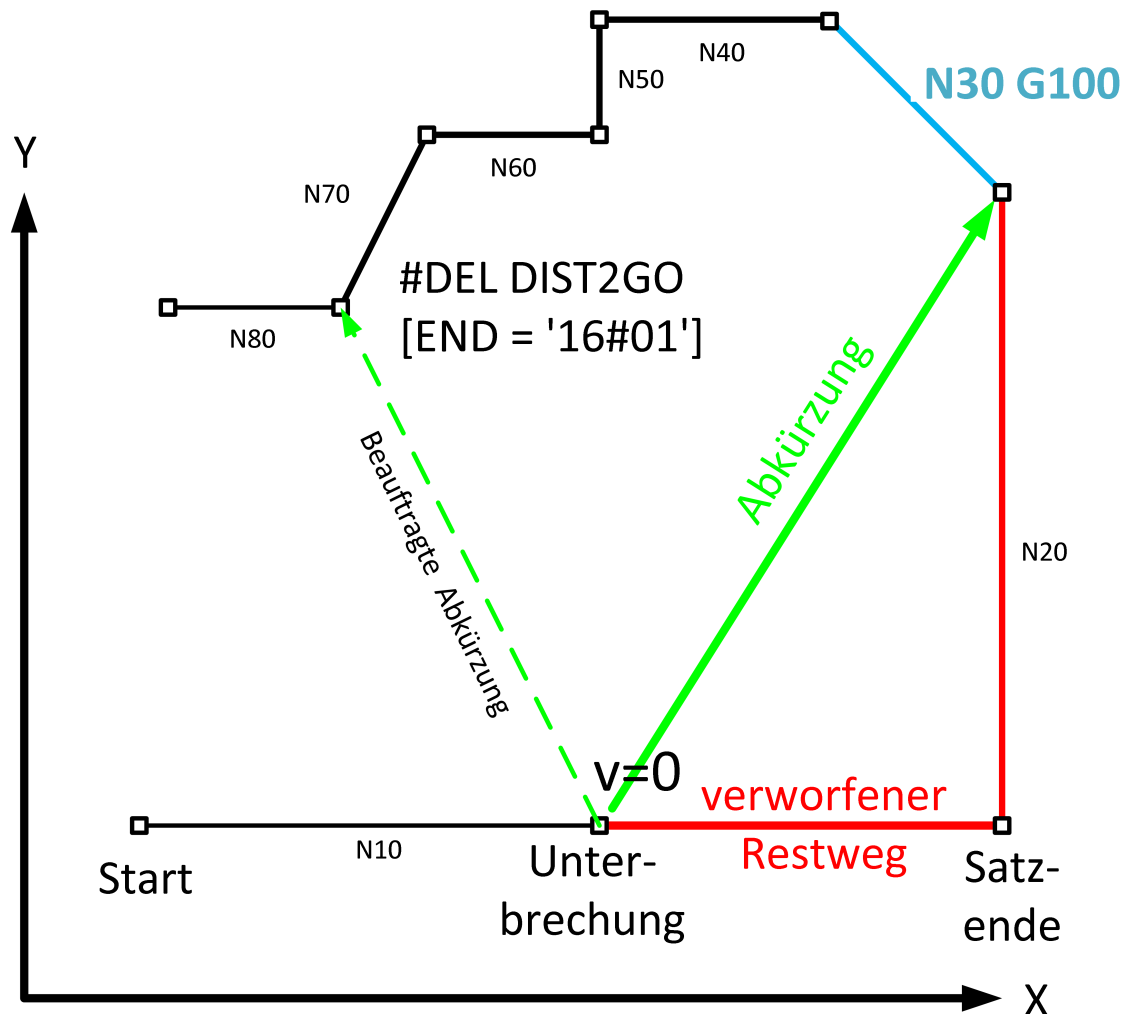 N40
N50
N30 G100
Y
N60
N70
#DEL DIST2GO
[END = '16#01']
N80
Abkürzung
Beauftragte Abkürzung
N20
v=0
verworfener
Restweg
N10
Start
Unter-
brechung
Satz-
ende
X